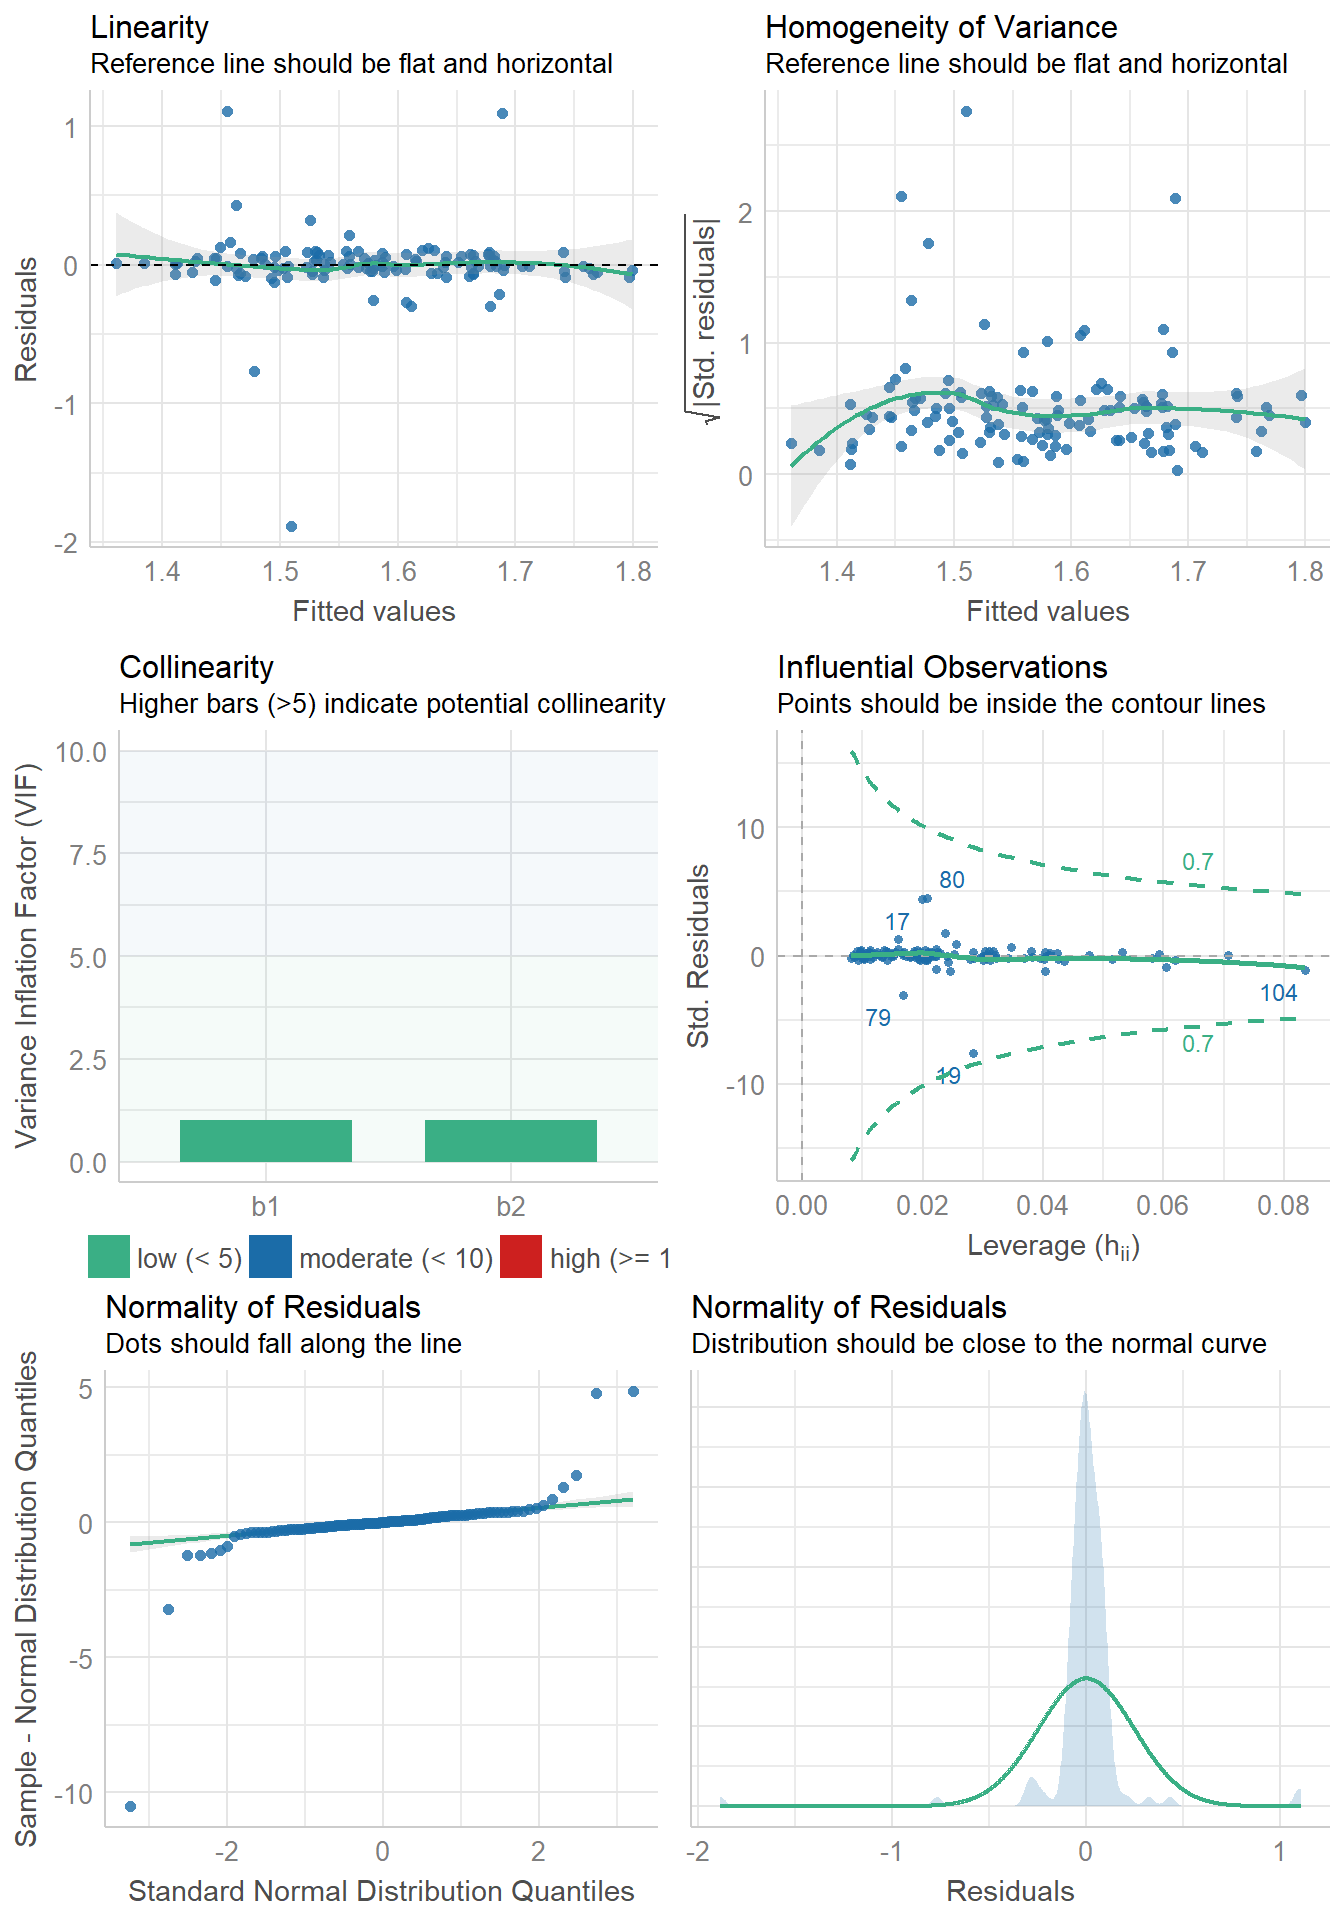 Linearity
Reference line should be flat and horizontal
1
0
-1
-2
Residuals
1.4 1.5 1.6 1.7 1.8
Fitted values
Homogeneity of Variance
Reference line should be flat and horizontal
2
1
0
√|Std. residuals|
1.4 1.5 1.6 1.7 1.8
Fitted values
Collinearity
Higher bars (>5) indicate potential collinearity
10.0
7.5
5.0
2.5
0.0
Variance Inflation Factor (VIF)
b1 b2
low (< 5) moderate (< 10) high (>= 1
Influential Observations
Points should be inside the contour lines
10
0
-10
Std. Residuals
0.7
80
17
104
79
0.7
19
0.00 0.02 0.04 0.06 0.08
Leverage (hii)
Normality of Residuals
Dots should fall along the line
5
0
-5
-10
Sample - Normal Distribution Quantiles
-2 0 2
Standard Normal Distribution Quantiles
Normality of Residuals
Distribution should be close to the normal curve
-2 -1 0 1
Residuals